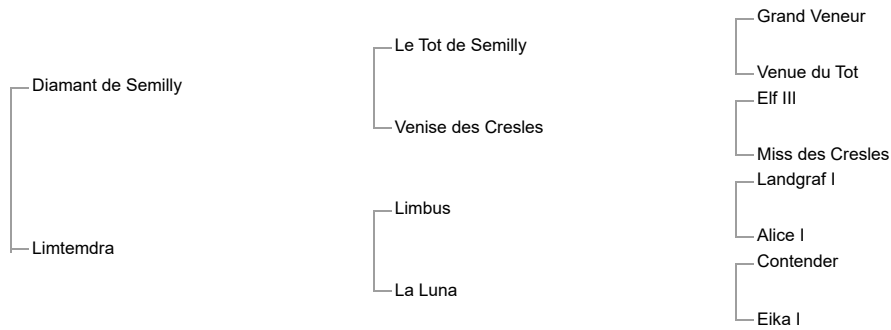 Grand Veneur
Le Tot de Semilly
Venue du Tot
Diamant de Semilly
Elf III
Venise des Cresles
Miss des Cresles
Landgraf I
Limbus
Alice I
Limtemdra
Contender
La Luna
Eika I